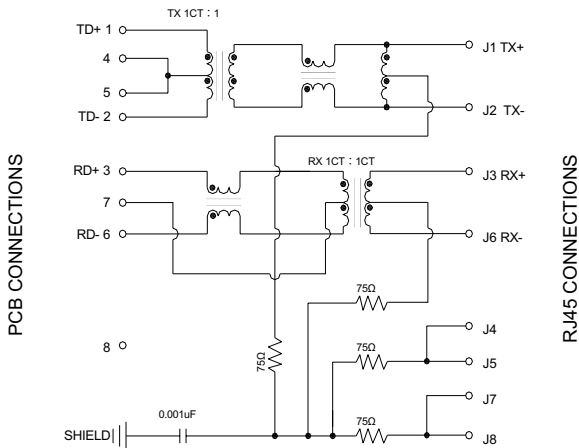 TX 1CT : 1
TD+ 1
4
5
TD- 2
J1 TX+
J2 TX-
PCB CONNECTIONS
RJ45 CONNECTIONS
RX 1CT : 1CT
RD+ 3
7
RD- 6
J3 RX+
J6 RX-
75Ω
8
75Ω
75Ω
J4
J5
J7
0.001uF
75Ω
SHIELD
J8